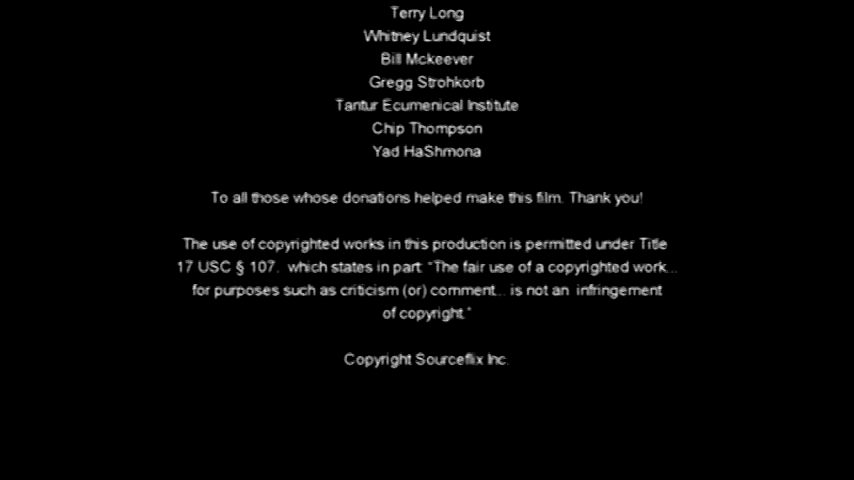 Terry Long
Whitney Lundquist
Bill Mckeever
Gregg Strohkorb
Tantur Ecumenical Institute
Chip Thompson
Yad HaShmona
To all those whose donations helped make this film. Thank you!
The use of copyrighted works in this production is permitted under Title
17 USC § 107. which states in part: “The fair use of a copyrighted work...
for purposes such as criticism (or) comment... is not an infringement
of copyright.”
Copyright Sourceflix Inc.